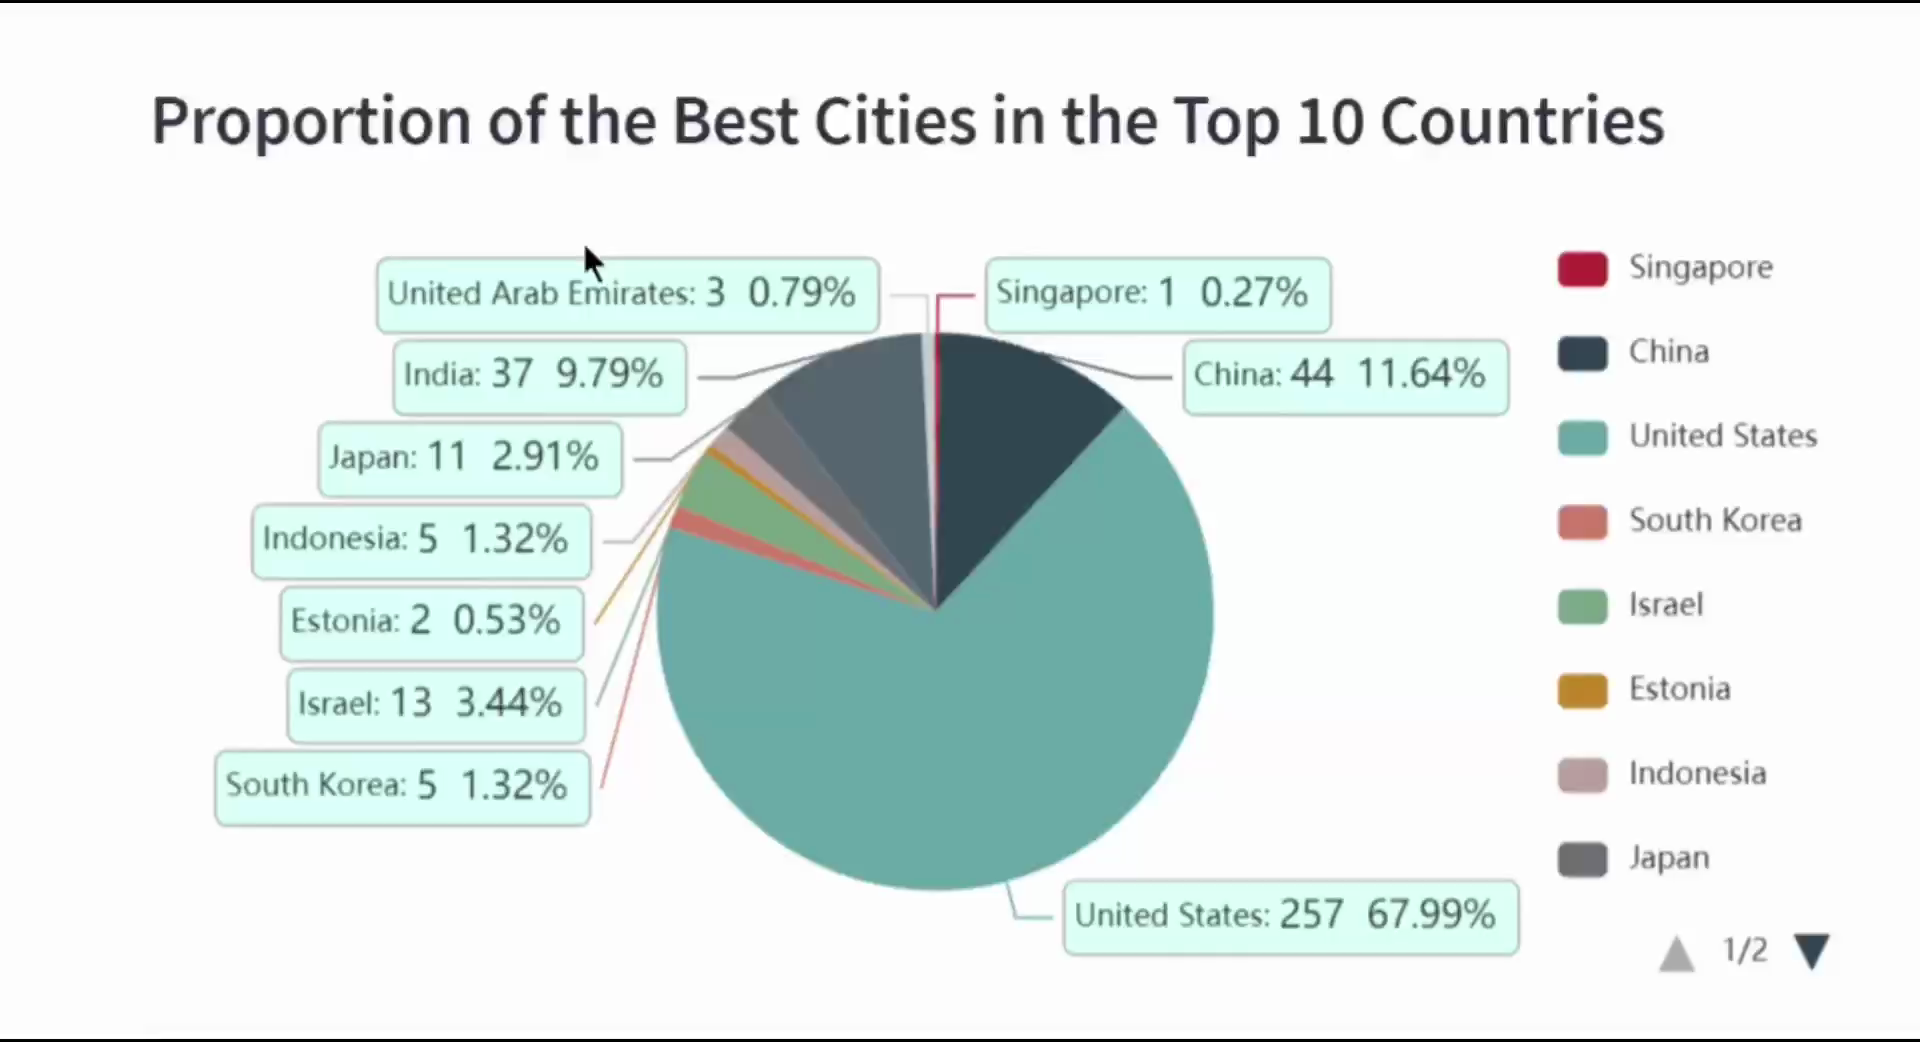 Proportion of the Best Cities in the Top 10 Countries
United Arab Emirates: 3 0.79%
Singapore: 1 0.27%
India: 37 9.79%
China: 44 11.64%
Japan: 11 2.91%
Indonesia: 5 1.32%
Estonia: 2 0.53%
Israel: 13 3.44%
South Korea: 5 1.32%
United States: 257 67.99%
Singapore
China
United States
South Korea
Israel
Estonia
Indonesia
Japan
1/2